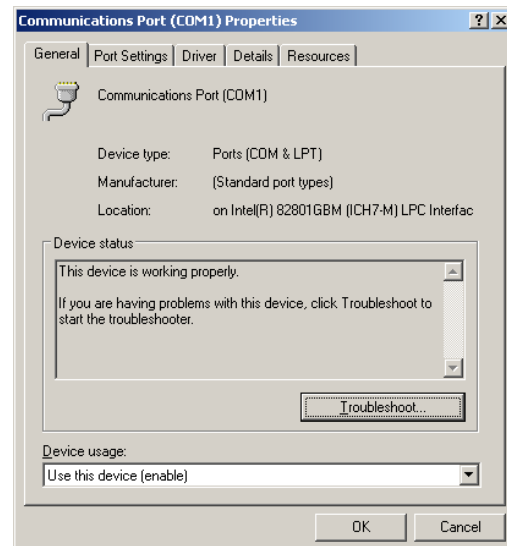 Communications Port (COM1) Properties
General Port Settings Driver Details Resources
Communications Port (COM1)
Device type: Ports (COM & LPT)
Manufacturer: (Standard port types)
Location: on Intel(R) 82801GBM (ICH7-M) LPC Interfac
Device status
This device is working properly.
If you are having problems with this device, click Troubleshoot to
start the troubleshooter.
Troubleshoot...
Device usage:
Use this device (enable)
OK Cancel